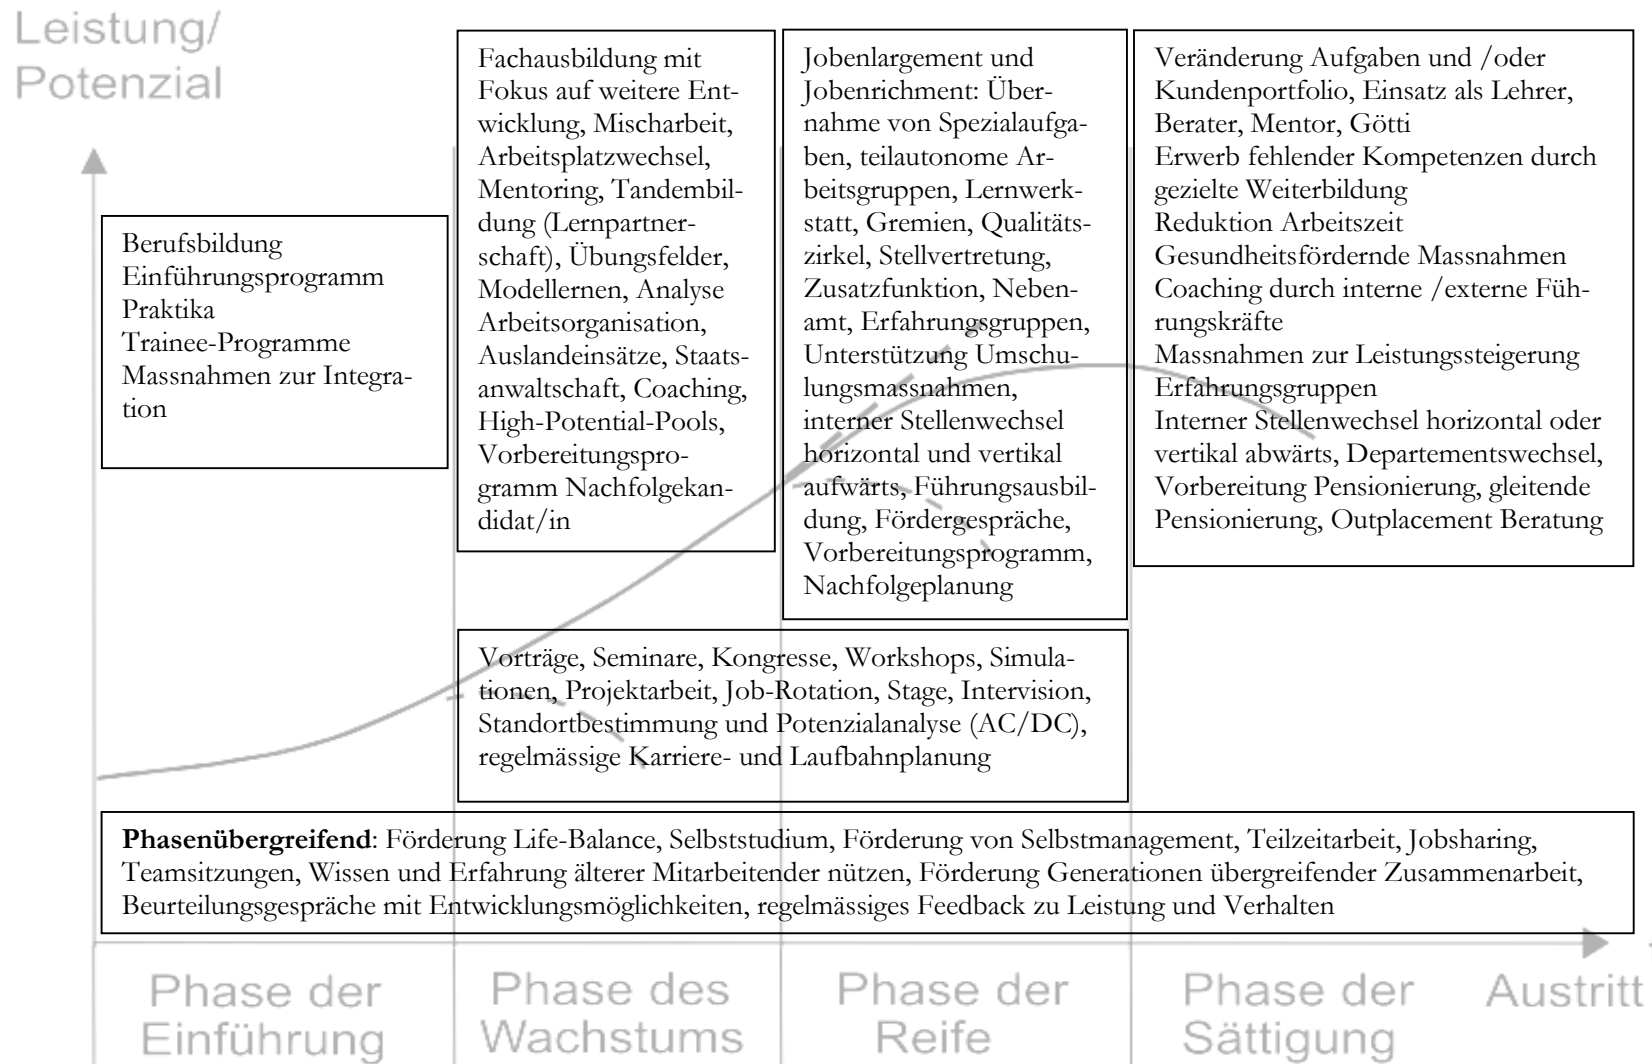 Leistung/
Potenzial
Berufsbildung
Einführungsprogramm
Praktika
Trainee-Programme
Massnahmen zur Integra-
tion
Fachausbildung mit
Fokus auf weitere Ent-
wicklung, Mischarbeit,
Arbeitsplatzwechsel,
Mentoring, Tandembil-
dung (Lernpartner-
schaft), Übungsfelder,
Modellernen, Analyse
Arbeitsorganisation,
Auslandeinsätze, Staats-
anwaltschaft, Coaching,
High-Potential-Pools,
Vorbereitungspro-
gramm Nachfolgekan-
didat/in
Jobenlargement und
Jobenrichment: Über-
nahme von Spezialaufga-
ben, teilautonome Ar-
beitsgruppen, Lernwerk-
statt, Gremien, Qualitäts-
zirkel, Stellvertretung,
Zusatzfunktion, Neben-
amt, Erfahrungsgruppen,
Unterstützung Umschu-
lungsmassnahmen,
interner Stellenwechsel
horizontal und vertikal
aufwärts, Führungsausbil-
dung, Fördergespräche,
Vorbereitungsprogramm,
Nachfolgeplanung
Veränderung Aufgaben und /oder
Kundenportfolio, Einsatz als Lehrer,
Berater, Mentor, Götti
Erwerb fehlender Kompetenzen durch
gezielte Weiterbildung
Reduktion Arbeitszeit
Gesundheitsfördernde Massnahmen
Coaching durch interne /externe Füh-
rungskräfte
Massnahmen zur Leistungssteigerung
Erfahrungsgruppen
Interner Stellenwechsel horizontal oder
vertikal abwärts, Departementswechsel,
Vorbereitung Pensionierung, gleitende
Pensionierung, Outplacement Beratung
Vorträge, Seminare, Kongresse, Workshops, Simula-
tionen, Projektarbeit, Job-Rotation, Stage, Intervision,
Standortbestimmung und Potenzialanalyse (AC/DC),
regelmässige Karriere- und Laufbahnplanung
Phasenübergreifend: Förderung Life-Balance, Selbststudium, Förderung von Selbstmanagement, Teilzeitarbeit, Jobsharing,
Teamsitzungen, Wissen und Erfahrung älterer Mitarbeitender nützen, Förderung Generationen übergreifender Zusammenarbeit,
Beurteilungsgespräche mit Entwicklungsmöglichkeiten, regelmässiges Feedback zu Leistung und Verhalten
Phase der
Einführung
Phase des
Wachstums
Phase der
Reife
Phase der
Sättigung
Austritt